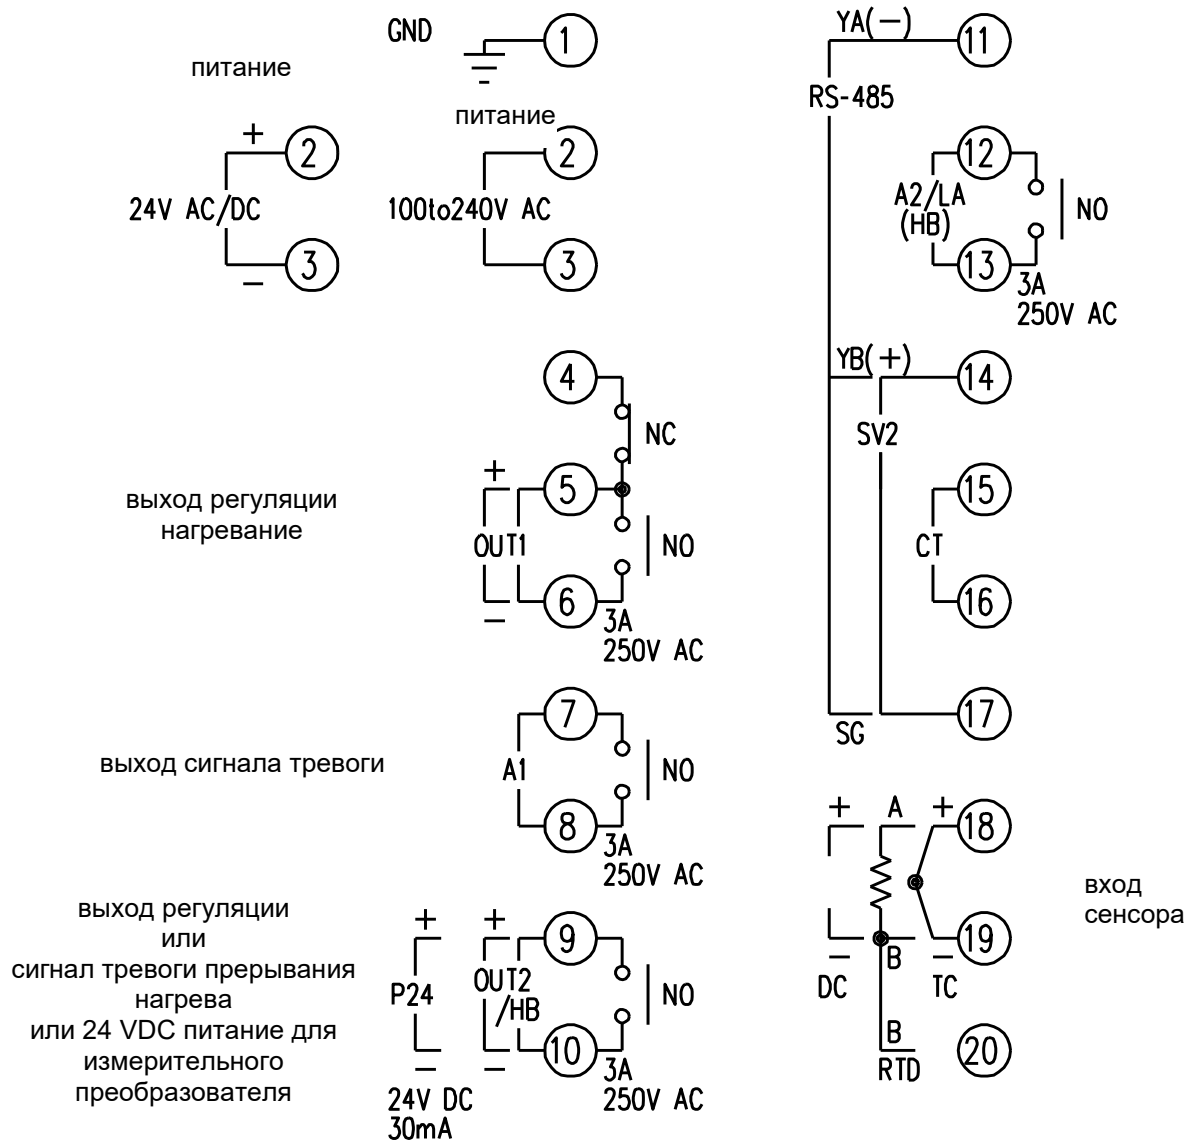 GND
1
питание
питание
+
2
2
24V AC/DC
100to240V AC
3
3
−
4
NC
+
5
выход регуляции
нагревание
OUT1
NO
6
−
3A
250V AC
7
выход сигнала тревоги
A1
NO
8
3A
250V AC
выход регуляции
или
сигнал тревоги прерывания
нагрева
или 24 VDC питание для
измерительного
преобразователя
+
+
9
P24
OUT2
/HB
NO
−
−
10
24V DC
30mA
3A
250V AC
YA(−)
11
RS-485
12
A2/LA
(HB)
NO
13
3A
250V AC
YB(+)
14
SV2
15
CT
16
17
SG
+
A
+
18
вход
сенсора
19
−
B
−
DC
TC
B
20
RTD